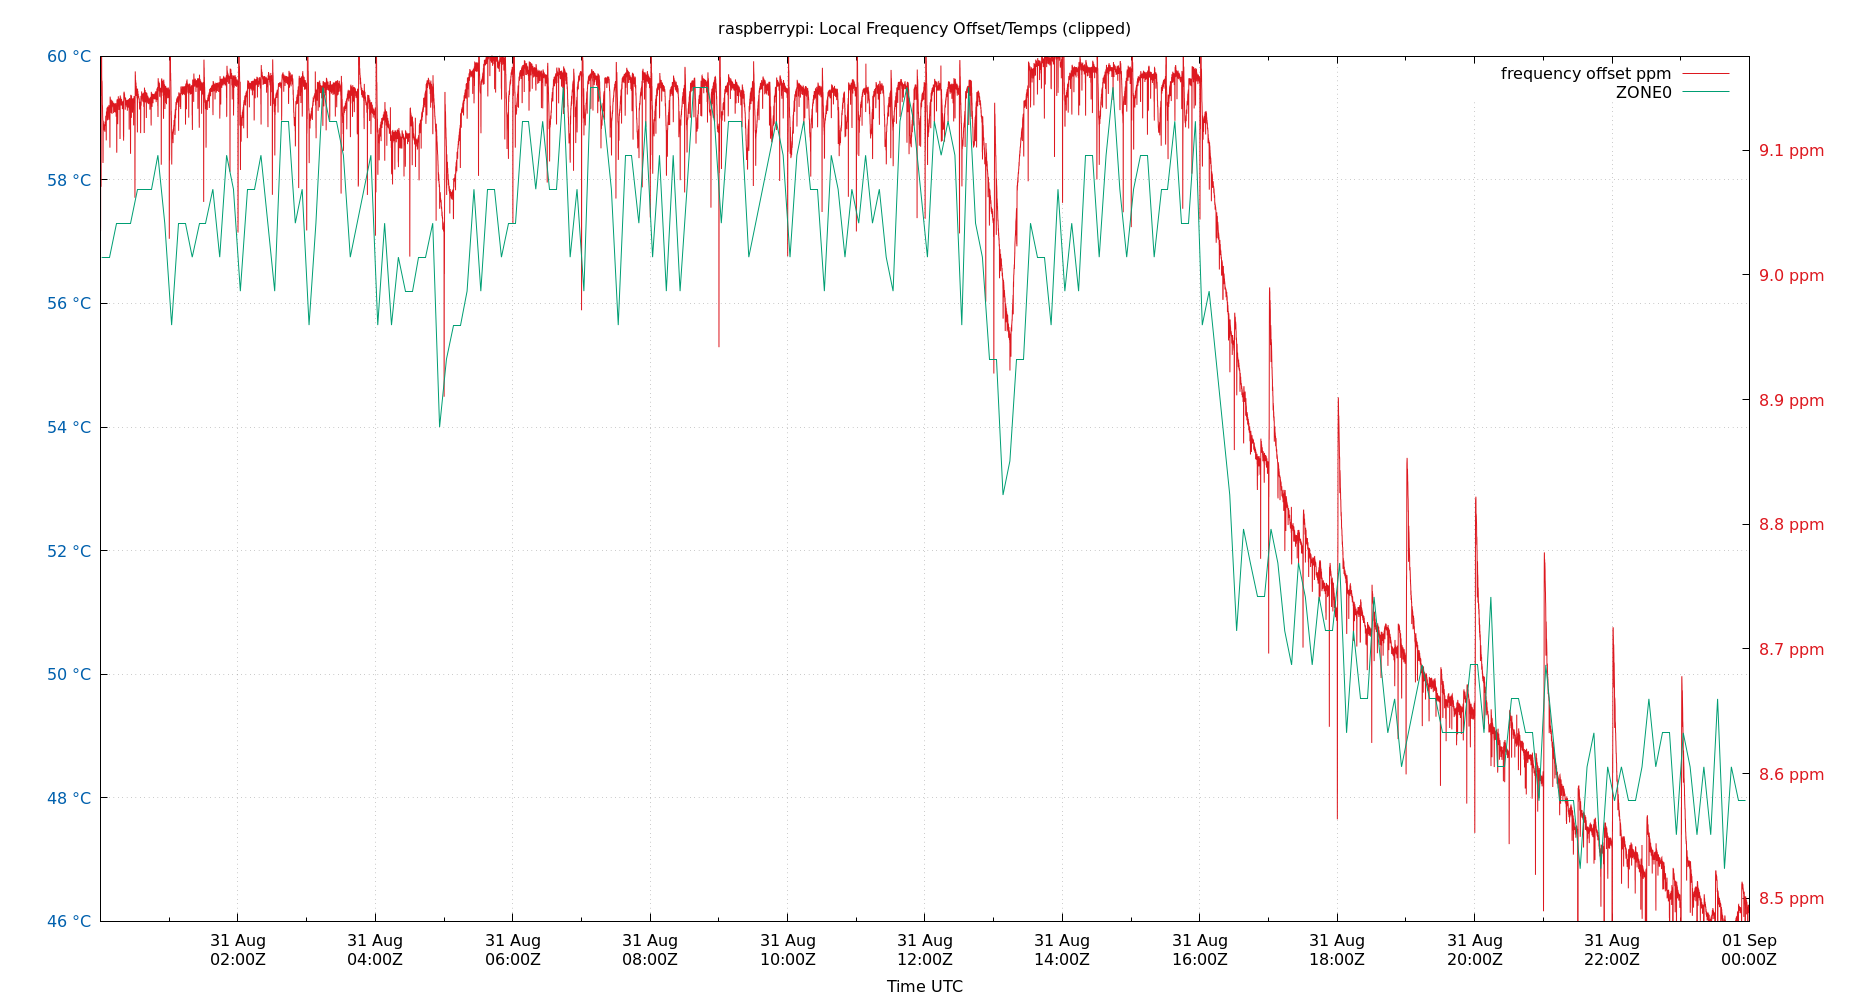 raspberrypi: Local Frequency Offset/Temps (clipped)
frequency offset ppm
ZONE0
60 °C
58 °C
56 °C
54 °C
52 °C
50 °C
48 °C
46 °C
9.1 ppm
9.0 ppm
8.9 ppm
8.8 ppm
8.7 ppm
8.6 ppm
8.5 ppm
31 Aug 31 Aug 31 Aug 31 Aug 31 Aug 31 Aug 31 Aug 31 Aug 31 Aug 31 Aug 31 Aug 01 Sep
02:00Z 04:00Z 06:00Z 08:00Z 10:00Z 12:00Z 14:00Z 16:00Z 18:00Z 20:00Z 22:00Z 00:00Z
Time UTC